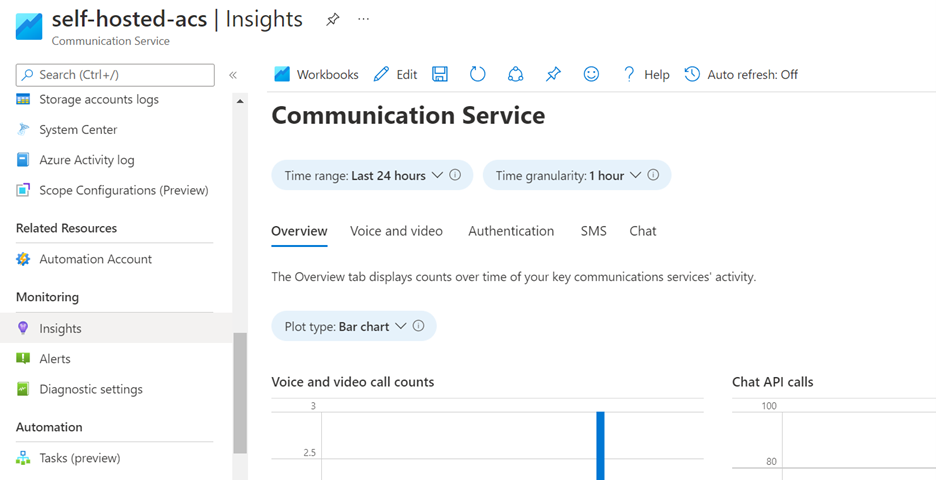 self-hosted-acs | Insights
Communication Service
Search (Ctrl+/)
Storage accounts logs
System Center
Azure Activity log
Scope Configurations (Preview)
Related Resources
Automation Account
Monitoring
Insights
Alerts
Diagnostic settings
Automation
Tasks (preview)
Workbooks Edit Help Auto refresh: Off
Communication Service
Time range: Last 24 hours Time granularity: 1 hour
Overview Voice and video Authentication SMS Chat
The Overview tab displays counts over time of your key communications services' activity.
Plot type: Bar chart
Voice and video call counts
3
2.5
Chat API calls
100
80